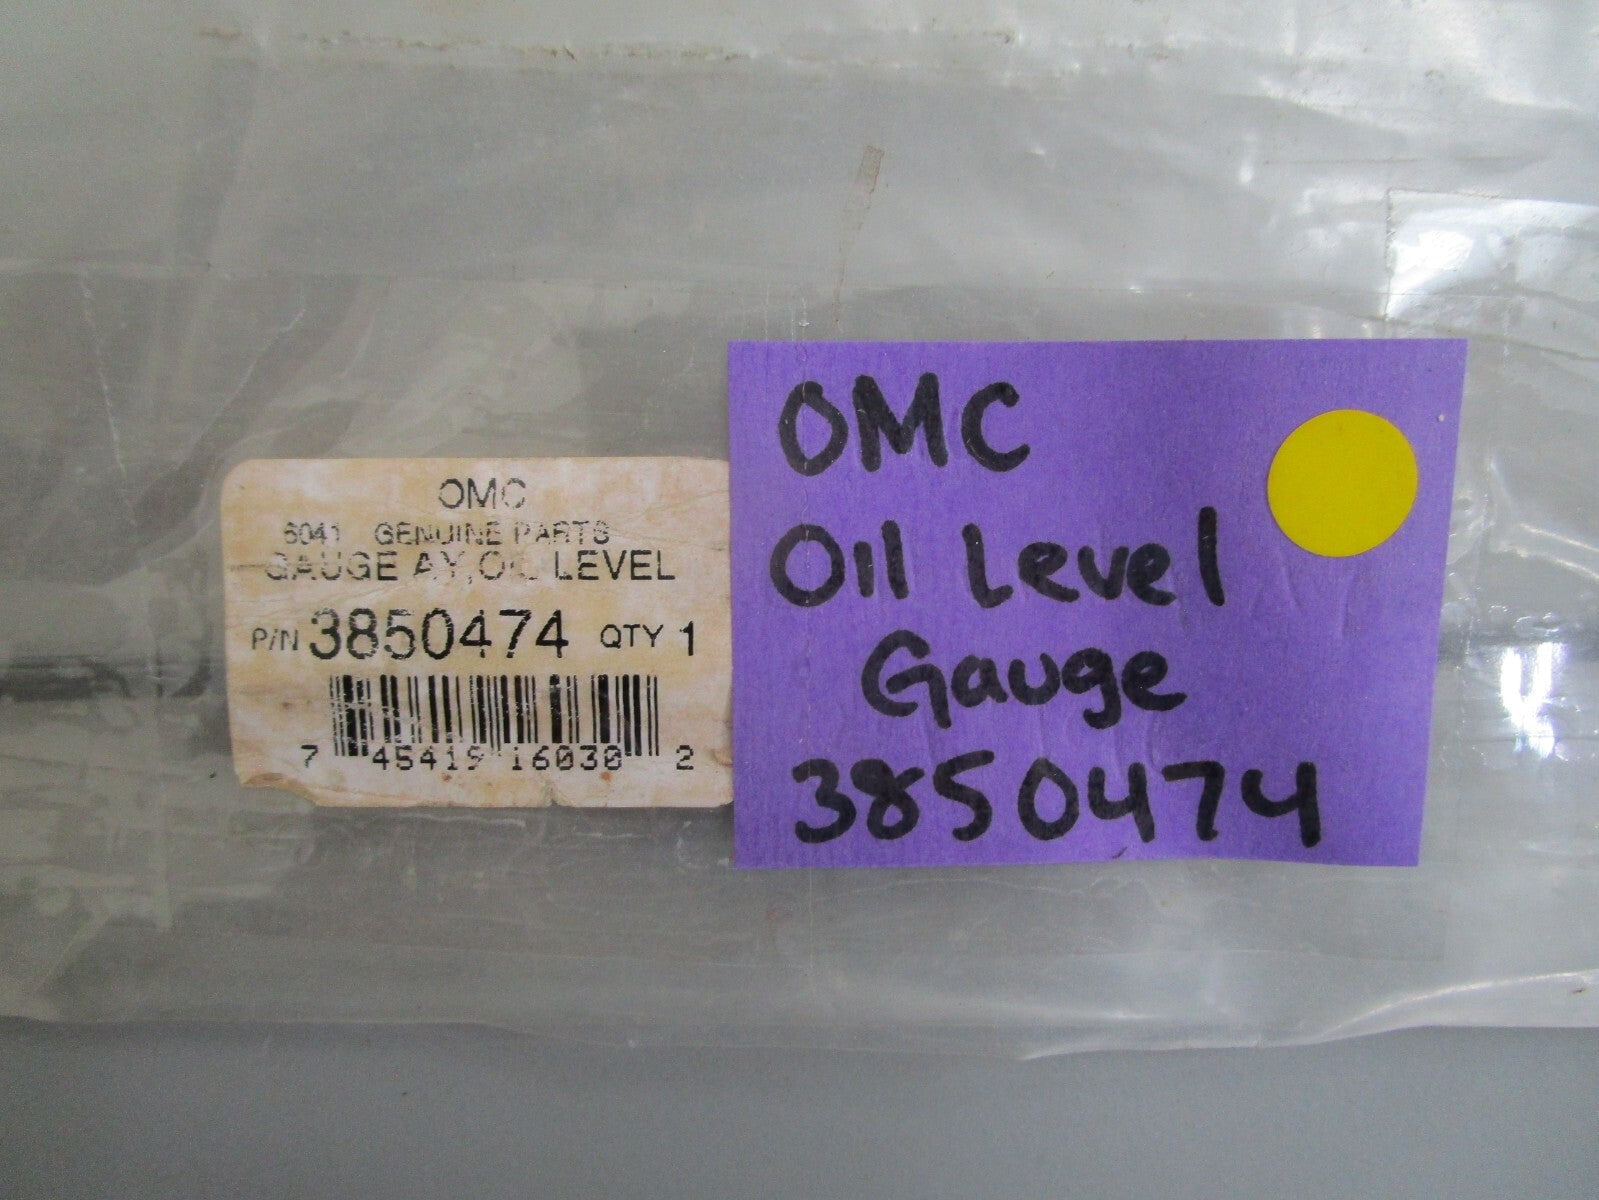 OMC
6041 GENUINE PARTS
GAUGE AY, OIL LEVEL
P/N 3850474 QTY 1
7 45419 16030 2
OMC
Oil Level
Gauge
3850474